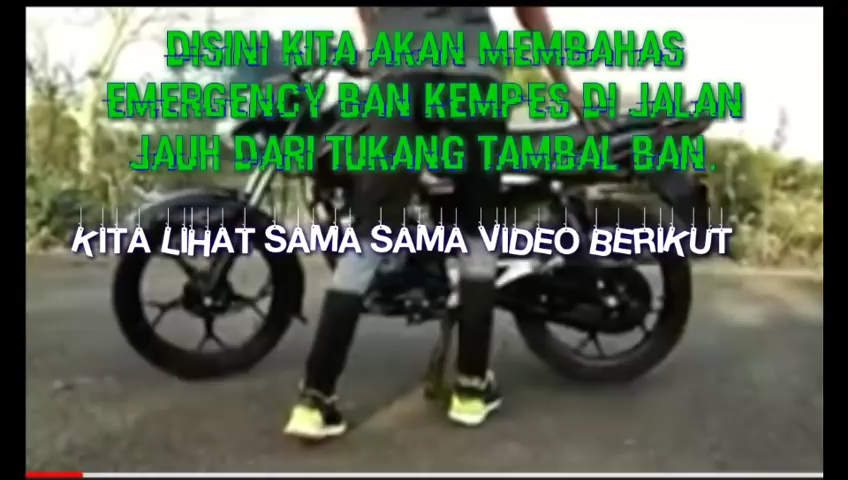 DISINI KITA AKAN MEMBAHAS
EMERGENCY BAN KEMPES DI JALAN
JAUH DARI TUKANG TAMBAL BAN.
KITA LIHAT SAMA SAMA VIDEO BERIKUT